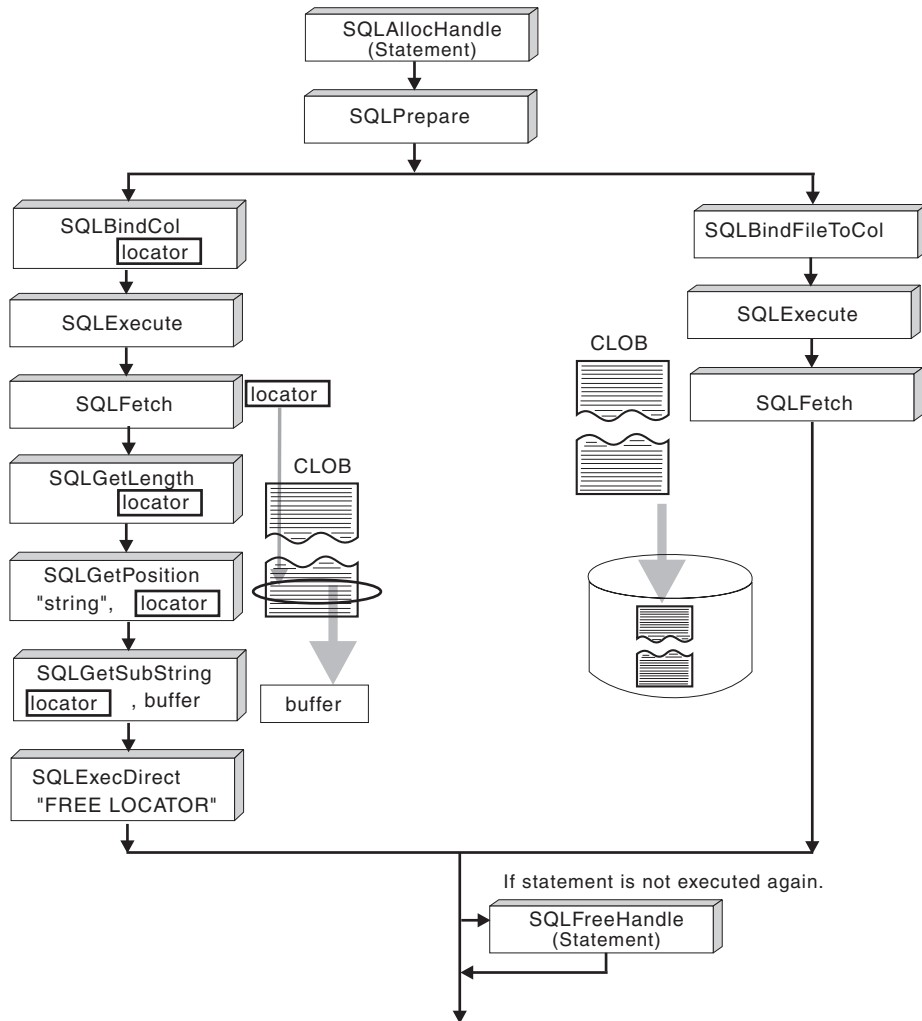 SQLAllocHandle
(Statement)
SQLPrepare
SQLBindCol
locator
SQLExecute
SQLFetch
locator
SQLGetLength
locator
CLOB
SQLGetPosition
"string", locator
SQLGetSubString
locator , buffer
buffer
SQLExecDirect
"FREE LOCATOR"
SQLBindFileToCol
SQLExecute
CLOB
SQLFetch
If statement is not executed again.
SQLFreeHandle
(Statement)